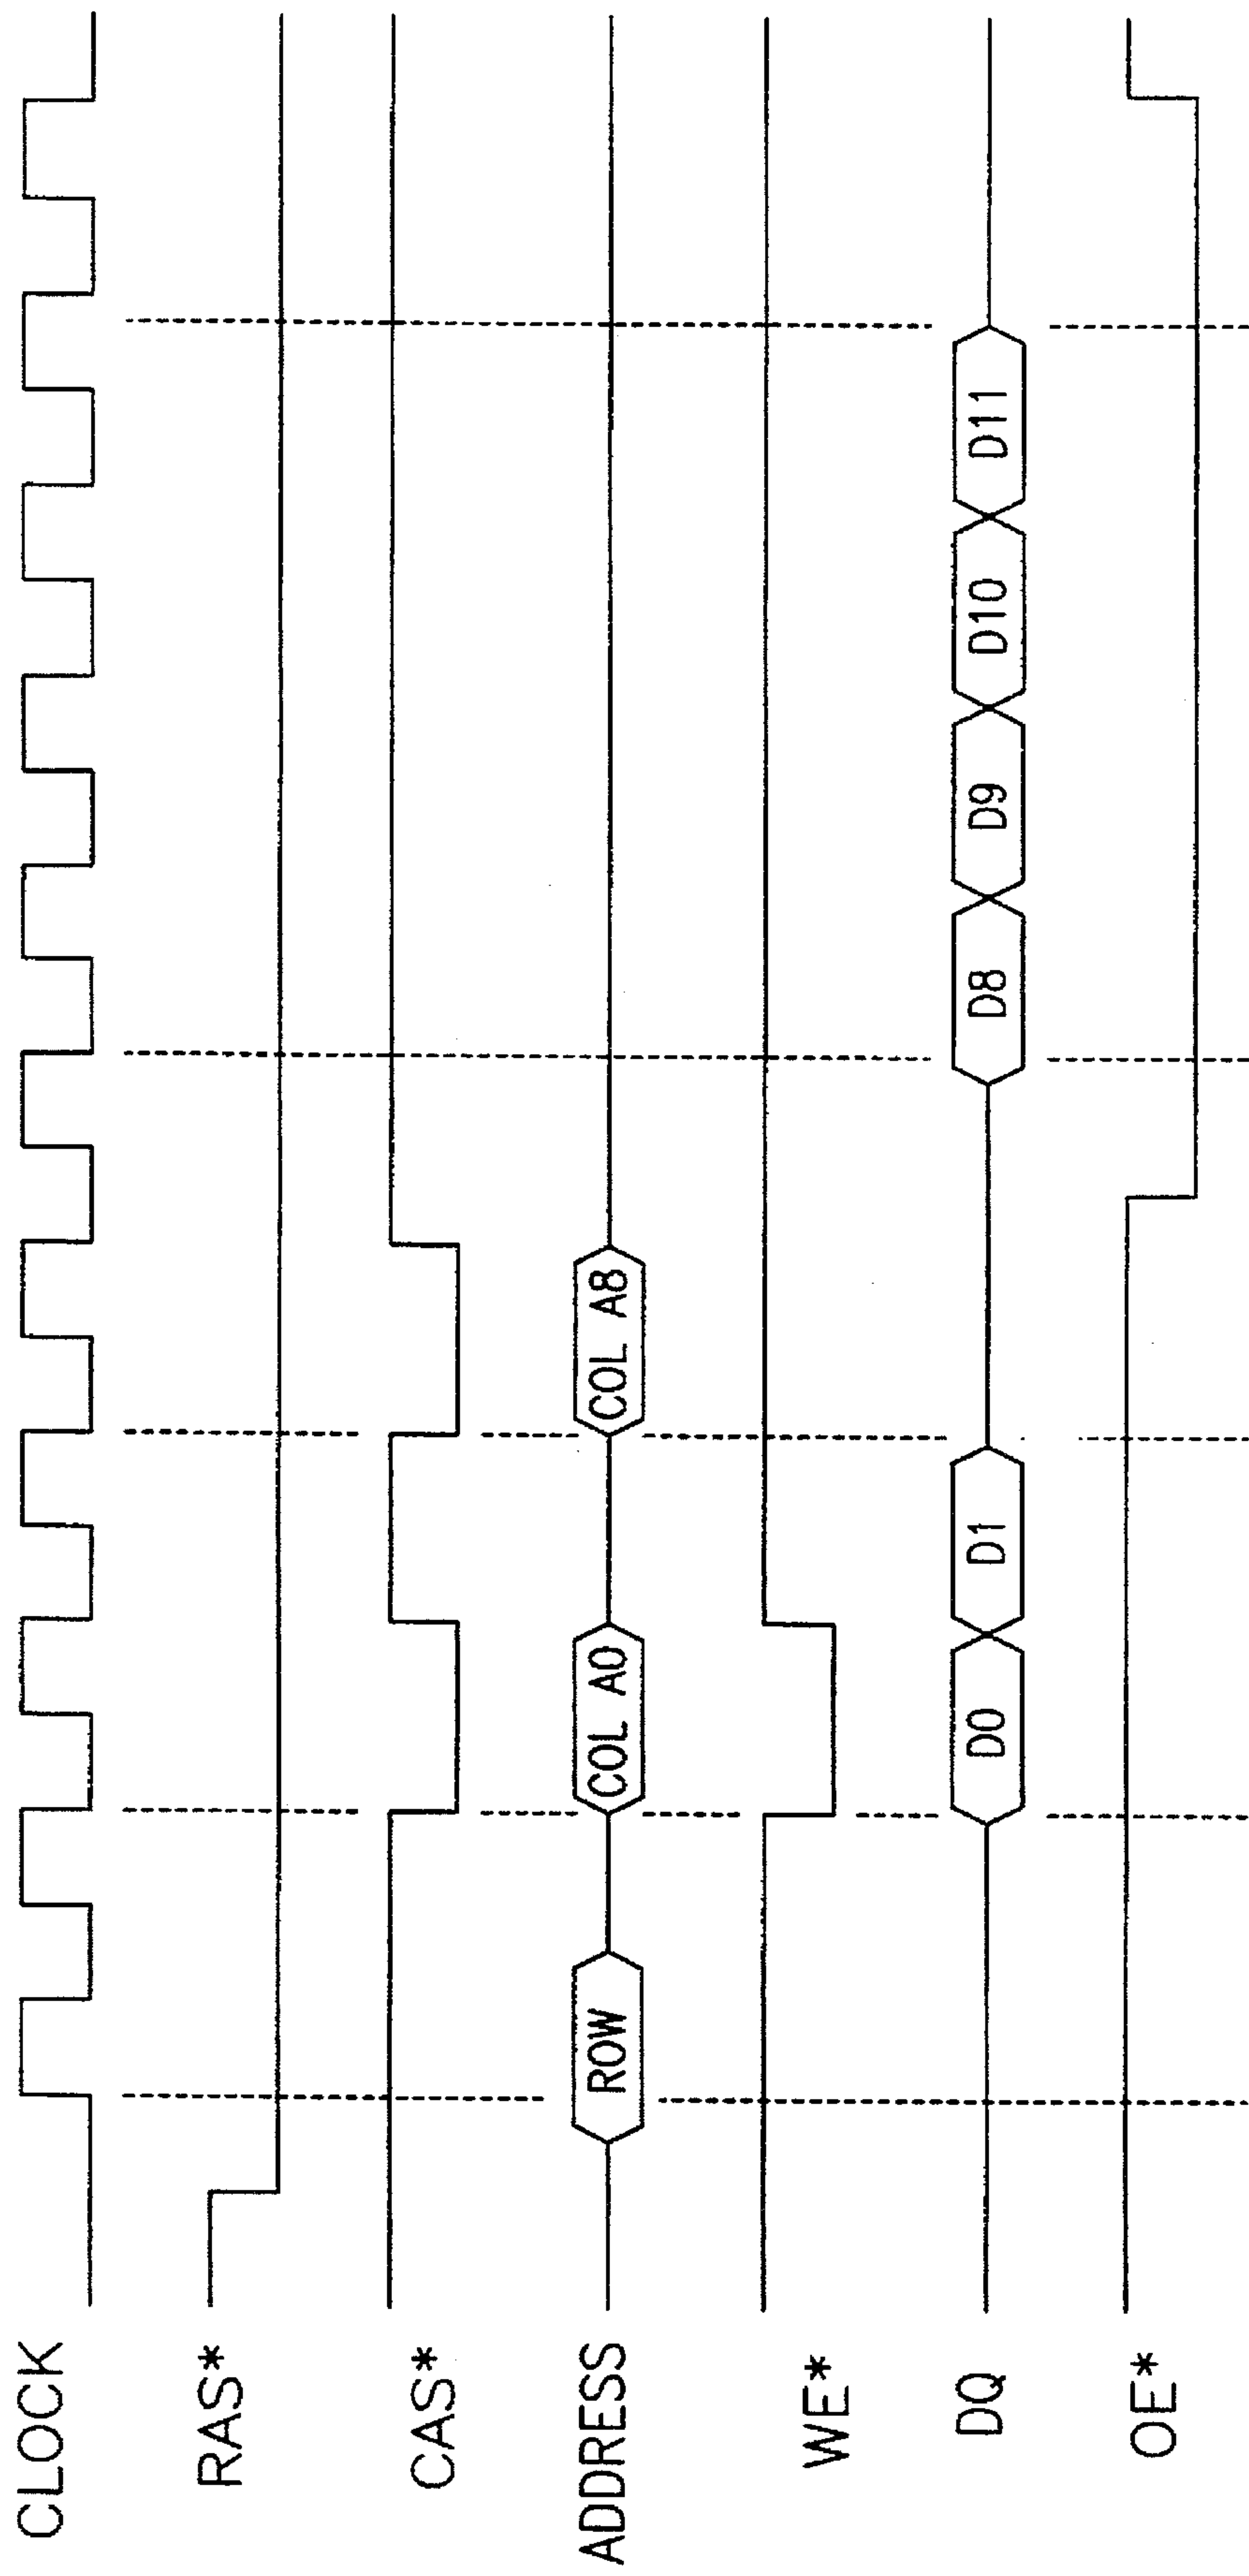 CLOCK
RAS*
CAS*
ADDRESS ROW COL A0 COL A8
WE*
DQ D0 D1 D8 D9 D10 D11
OE*